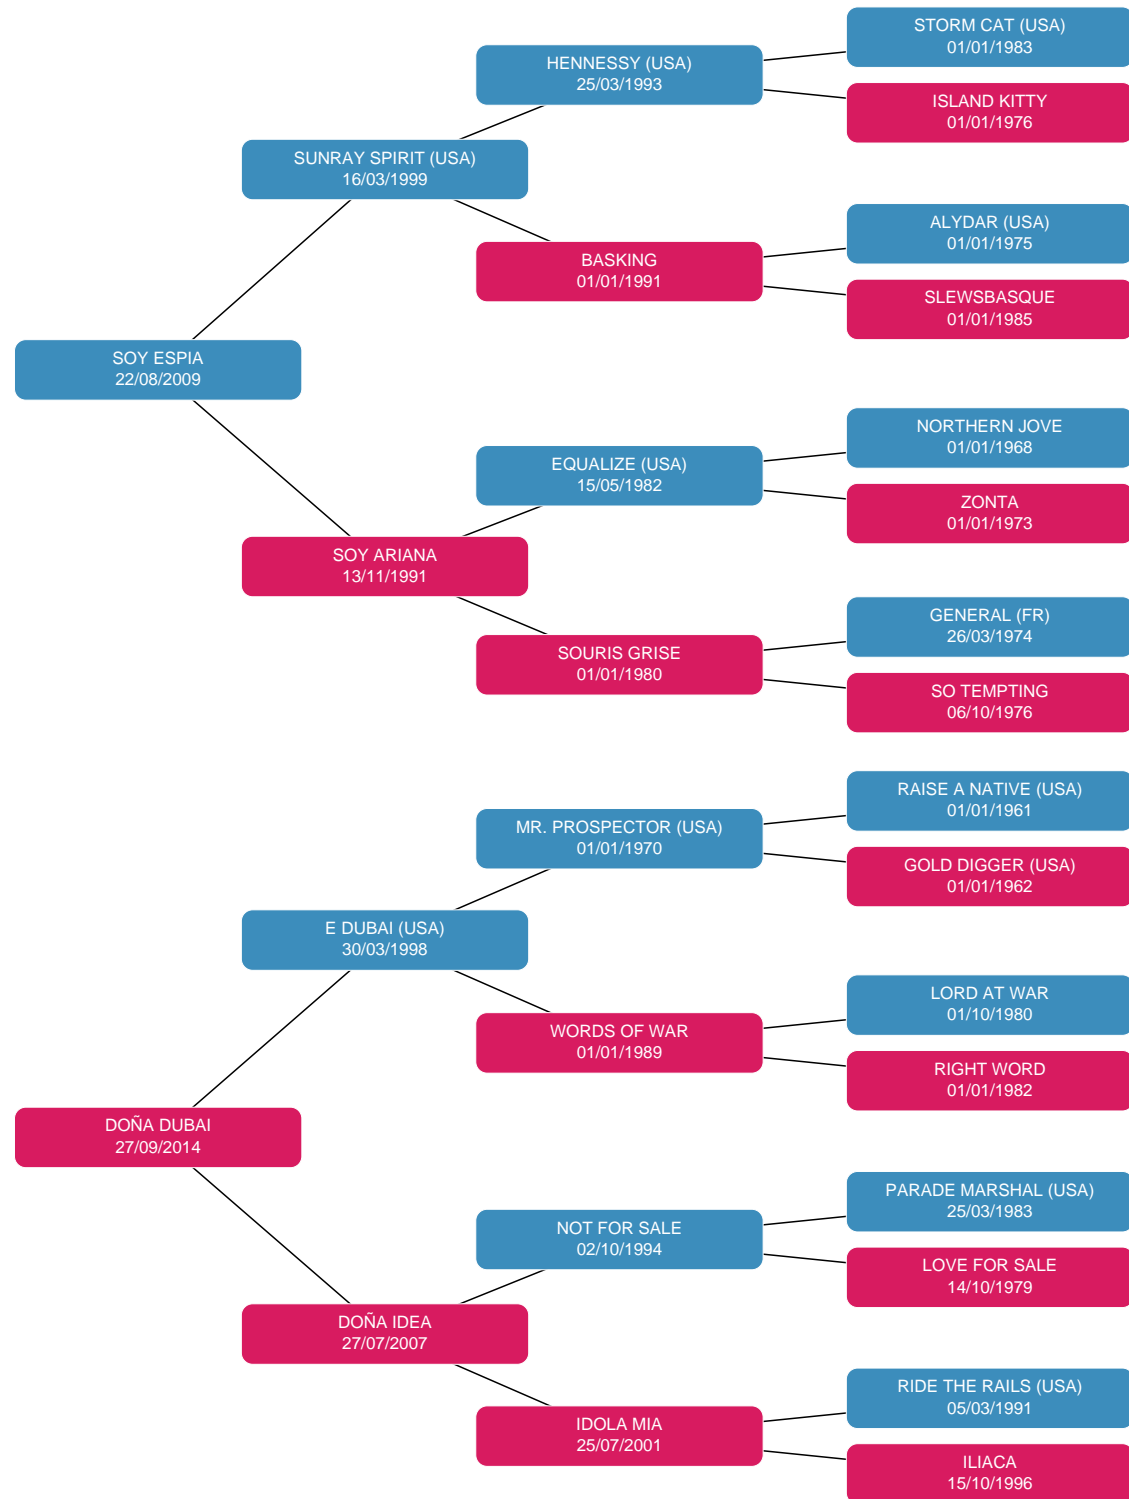 STORM CAT (USA)
01/01/1983
HENNESSY (USA)
25/03/1993
ISLAND KITTY
01/01/1976
SUNRAY SPIRIT (USA)
16/03/1999
ALYDAR (USA)
01/01/1975
BASKING
01/01/1991
SLEWSBASQUE
01/01/1985
SOY ESPIA
22/08/2009
NORTHERN JOVE
01/01/1968
EQUALIZE (USA)
15/05/1982
ZONTA
01/01/1973
SOY ARIANA
13/11/1991
GENERAL (FR)
26/03/1974
SOURIS GRISE
01/01/1980
SO TEMPTING
06/10/1976
RAISE A NATIVE (USA)
01/01/1961
MR. PROSPECTOR (USA)
01/01/1970
GOLD DIGGER (USA)
01/01/1962
E DUBAI (USA)
30/03/1998
LORD AT WAR
01/10/1980
WORDS OF WAR
01/01/1989
RIGHT WORD
01/01/1982
DOÑA DUBAI
27/09/2014
PARADE MARSHAL (USA)
25/03/1983
NOT FOR SALE
02/10/1994
LOVE FOR SALE
14/10/1979
DOÑA IDEA
27/07/2007
RIDE THE RAILS (USA)
05/03/1991
IDOLA MIA
25/07/2001
ILIACA
15/10/1996